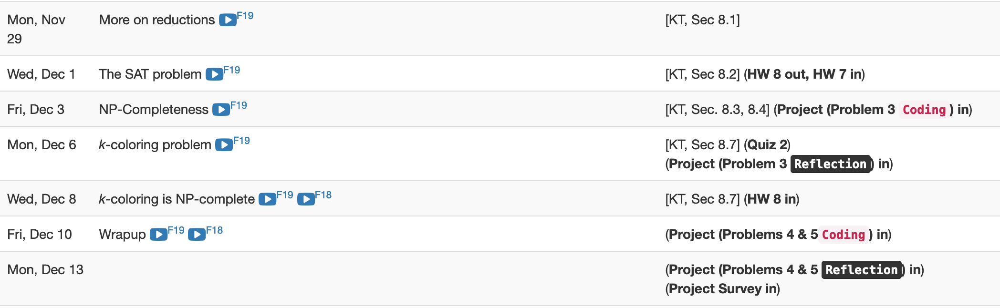 Mon, Nov 29 More on reductions F19 [KT, Sec 8.1]
Wed, Dec 1 The SAT problem F19 [KT, Sec 8.2] (HW 8 out, HW 7 in)
Fri, Dec 3 NP-Completeness F19 [KT, Sec. 8.3, 8.4] (Project (Problem 3 Coding ) in)
Mon, Dec 6 k-coloring problem F19 [KT, Sec 8.7] (Quiz 2)
(Project (Problem 3 Reflection) in)
Wed, Dec 8 k-coloring is NP-complete F19 F18 [KT, Sec 8.7] (HW 8 in)
Fri, Dec 10 Wrapup F19 F18 (Project (Problems 4 & 5 Coding ) in)
Mon, Dec 13 (Project (Problems 4 & 5 Reflection) in)
(Project Survey in)